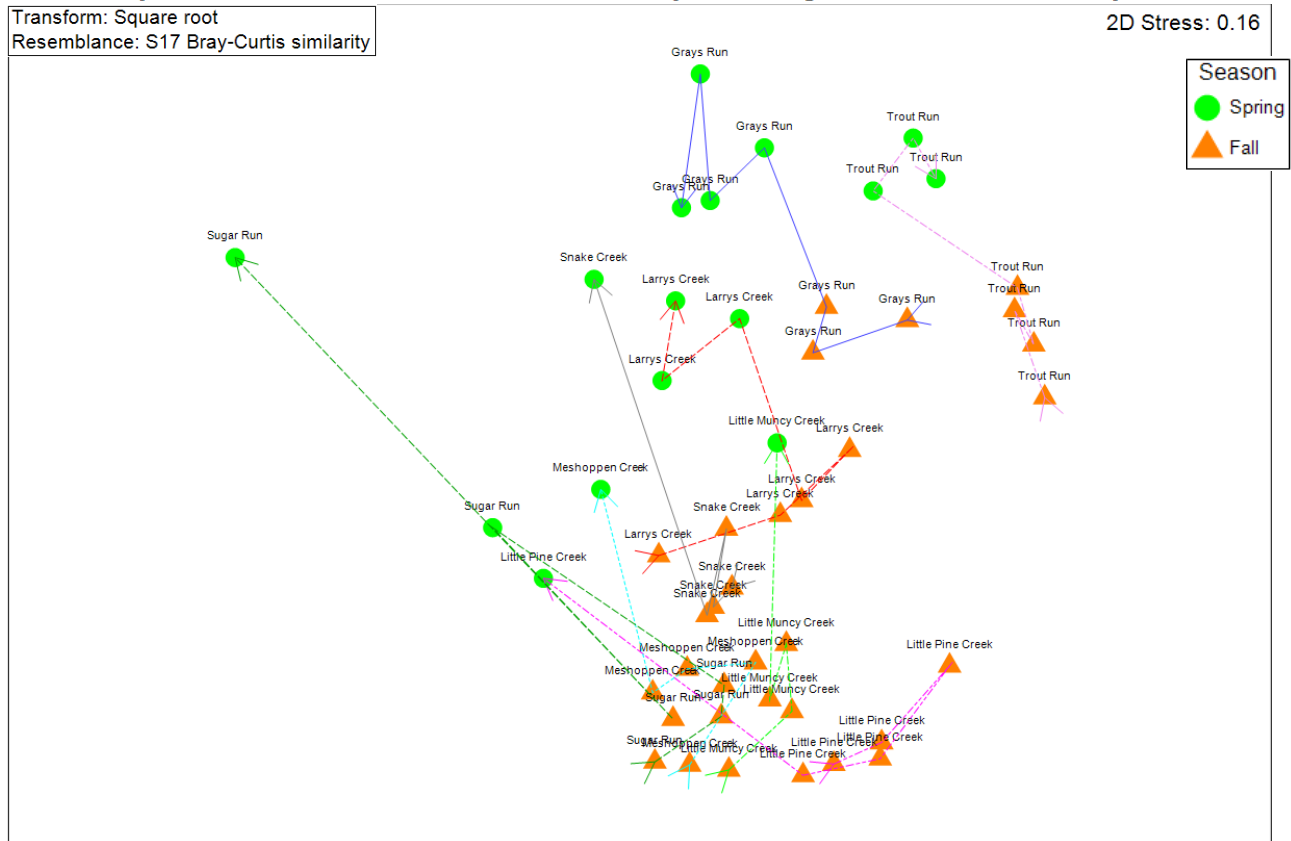 Transform: Square root
Resemblance: S17 Bray-Curtis similarity
2D Stress: 0.16
Season
Spring
Fall
Grays Run
Grays Run
Trout Run
Trout Run
Trout Run
Grays Run
Grays Run
Sugar Run
Snake Creek
Larrys Creek
Larrys Creek
Trout Run
Grays Run
Trout Run
Grays Run
Trout Run
Grays Run
Larrys Creek
Trout Run
Little Muncy Creek
Larrys Creek
Meshoppen Creek
Larrys Creek
Larrys Creek
Sugar Run
Snake Creek
Larrys Creek
Little Pine Creek
Snake Creek
Snake Creek
Snake Creek
Little Muncy Creek
Meshoppen Creek
Little Pine Creek
Meshoppen Creek
Sugar Run
Meshoppen Creek
Little Muncy Creek
Little Muncy Creek
Sugar Run
Sugar Run
Little Pine Creek
Little Pine Creek
Sugar Run
Meshoppen Creek
Little Pine Creek
Little Muncy Creek
Little Pine Creek